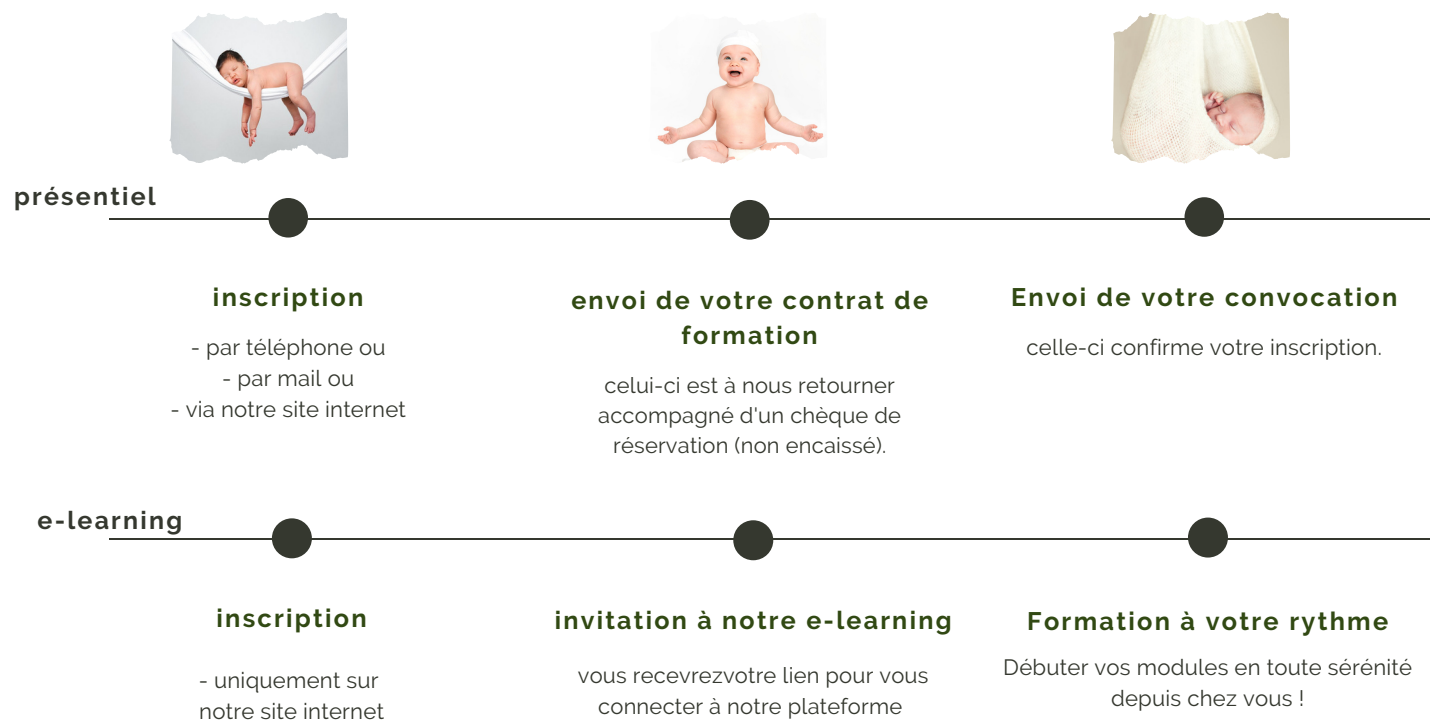 présentiel
inscription
- par téléphone ou
- par mail ou
- via notre site internet
envoi de votre contrat de
formation
celui-ci est à nous retourner
accompagné d'un chèque de
réservation (non encaissé).
Envoi de votre convocation
celle-ci confirme votre inscription.
e-learning
inscription
- uniquement sur
notre site internet
invitation à notre e-learning
vous recevrezvotre lien pour vous
connecter à notre plateforme
Formation à votre rythme
Débuter vos modules en toute sérénité
depuis chez vous !